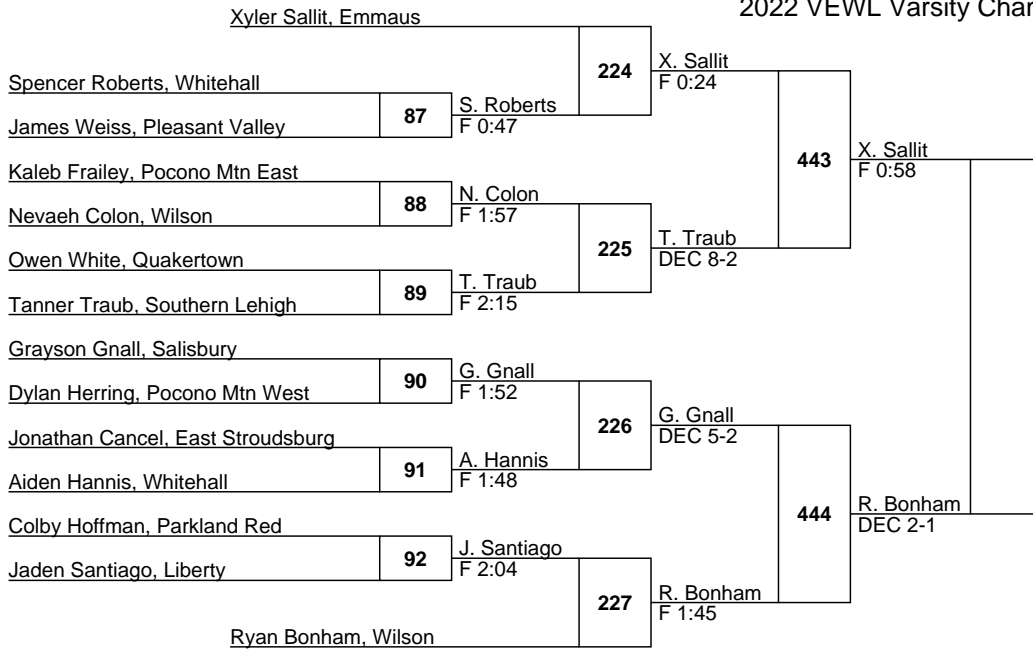 2022 VEWL Varsity Char
Xyler Sallit, Emmaus
224
X. Sallit
F 0:24
Spencer Roberts, Whitehall
87
S. Roberts
F 0:47
James Weiss, Pleasant Valley
443
X. Sallit
F 0:58
Kaleb Frailey, Pocono Mtn East
88
N. Colon
F 1:57
Nevaeh Colon, Wilson
225
T. Traub
DEC 8-2
Owen White, Quakertown
89
T. Traub
F 2:15
Tanner Traub, Southern Lehigh
Grayson Gnall, Salisbury
90
G. Gnall
F 1:52
Dylan Herring, Pocono Mtn West
226
G. Gnall
DEC 5-2
Jonathan Cancel, East Stroudsburg
91
A. Hannis
F 1:48
Aiden Hannis, Whitehall
444
R. Bonham
DEC 2-1
Colby Hoffman, Parkland Red
92
J. Santiago
F 2:04
Jaden Santiago, Liberty
227
R. Bonham
F 1:45
Ryan Bonham, Wilson